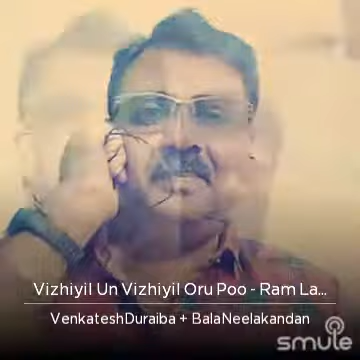 Vizhiyil Un Vizhiyil Oru Poo - Ram La...
VenkateshDuraiba + BalaNeelakandan
smule